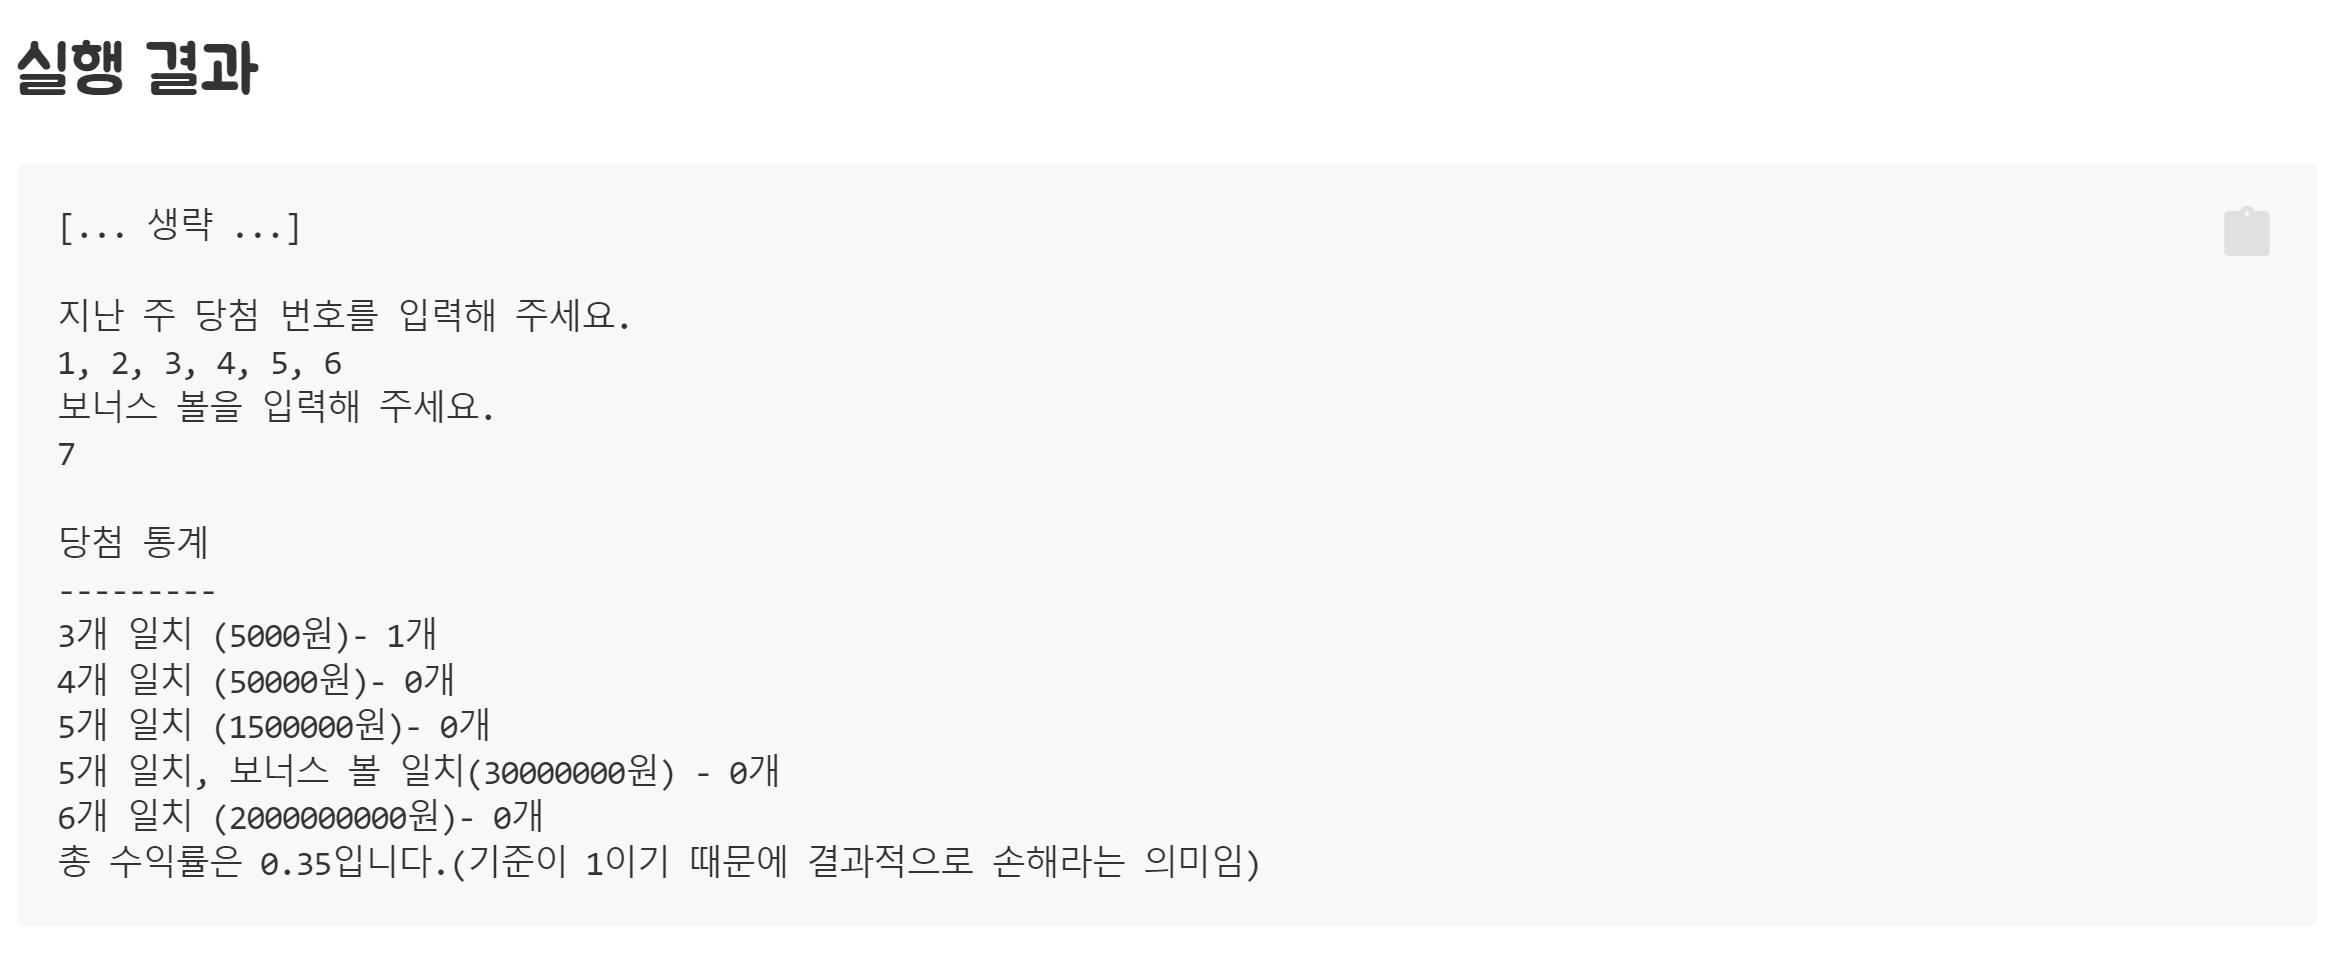 실행 결과
[... 생략 ...]
지난 주 당첨 번호를 입력해 주세요.
1, 2, 3, 4, 5, 6
보너스 볼을 입력해 주세요.
7
당첨 통계
---------
3개 일치 (5000원)- 1개
4개 일치 (50000원)- 0개
5개 일치 (1500000원)- 0개
5개 일치, 보너스 볼 일치(30000000원) - 0개
6개 일치 (2000000000원)- 0개
총 수익률은 0.35입니다.(기준이 1이기 때문에 결과적으로 손해라는 의미임)